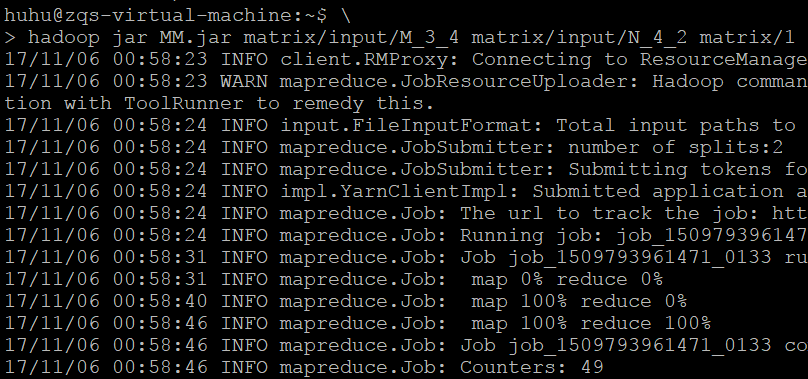 huhu@zqs-virtual-machine:~$ \
> hadoop jar MM.jar matrix/input/M_3_4 matrix/input/N_4_2 matrix/1
17/11/06 00:58:23 INFO client.RMProxy: Connecting to ResourceManage
17/11/06 00:58:23 WARN mapreduce.JobResourceUploader: Hadoop comman
tion with ToolRunner to remedy this.
17/11/06 00:58:24 INFO input.FileInputFormat: Total input paths to
17/11/06 00:58:24 INFO mapreduce.JobSubmitter: number of splits:2
17/11/06 00:58:24 INFO mapreduce.JobSubmitter: Submitting tokens fo
17/11/06 00:58:24 INFO impl.YarnClientImpl: Submitted application a
17/11/06 00:58:24 INFO mapreduce.Job: The url to track the job: htt
17/11/06 00:58:24 INFO mapreduce.Job: Running job: job_150979396147
17/11/06 00:58:31 INFO mapreduce.Job: Job job_1509793961471_0133 ru
17/11/06 00:58:31 INFO mapreduce.Job:  map 0% reduce 0%
17/11/06 00:58:40 INFO mapreduce.Job:  map 100% reduce 0%
17/11/06 00:58:46 INFO mapreduce.Job:  map 100% reduce 100%
17/11/06 00:58:46 INFO mapreduce.Job: Job job_1509793961471_0133 co
17/11/06 00:58:46 INFO mapreduce.Job: Counters: 49